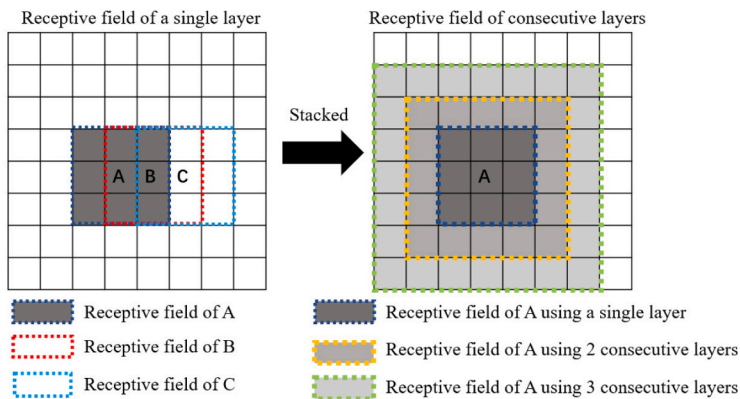 Receptive field of a single layer
Receptive field of consecutive layers
Stacked
A B C
A
Receptive field of A
Receptive field of B
Receptive field of C
Receptive field of A using a single layer
Receptive field of A using 2 consecutive layers
Receptive field of A using 3 consecutive layers